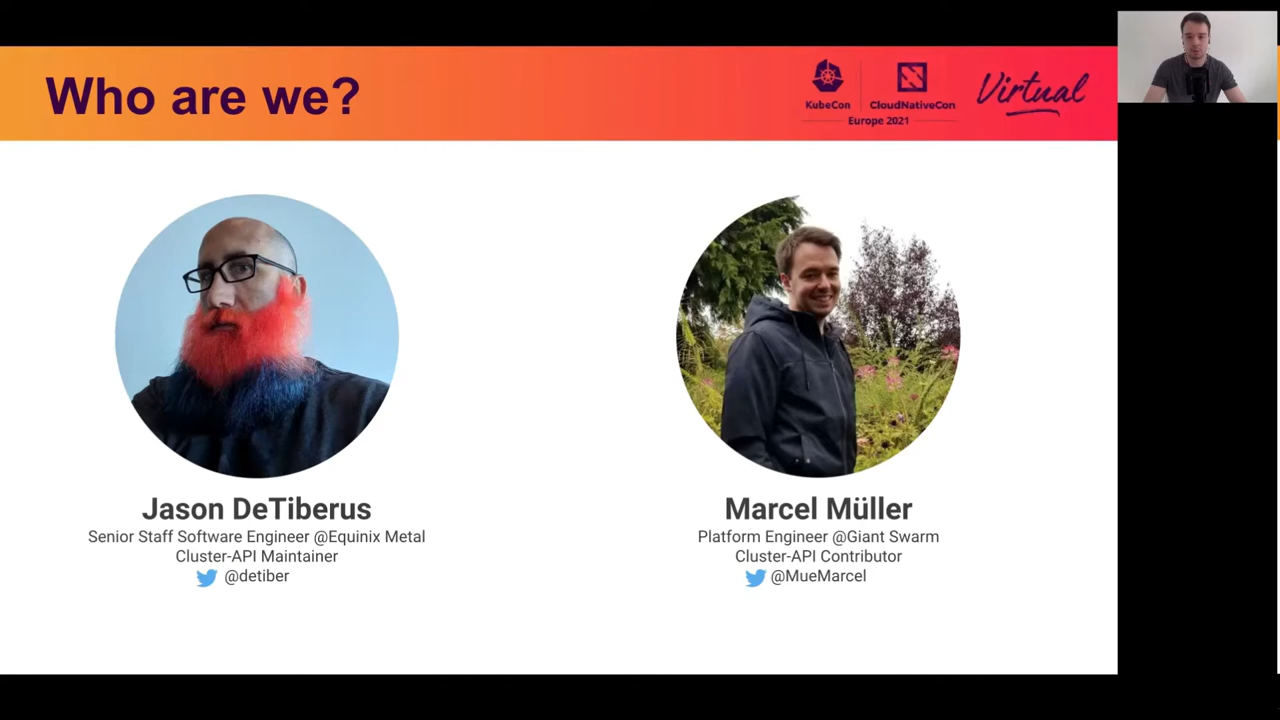 Who are we?
KubeCon
CloudNativeCon
Europe 2021
Virtual
Jason DeTiberus
Senior Staff Software Engineer @Equinix Metal
Cluster-API Maintainer
@detiber
Marcel Müller
Platform Engineer @Giant Swarm
Cluster-API Contributor
@MueMarcel